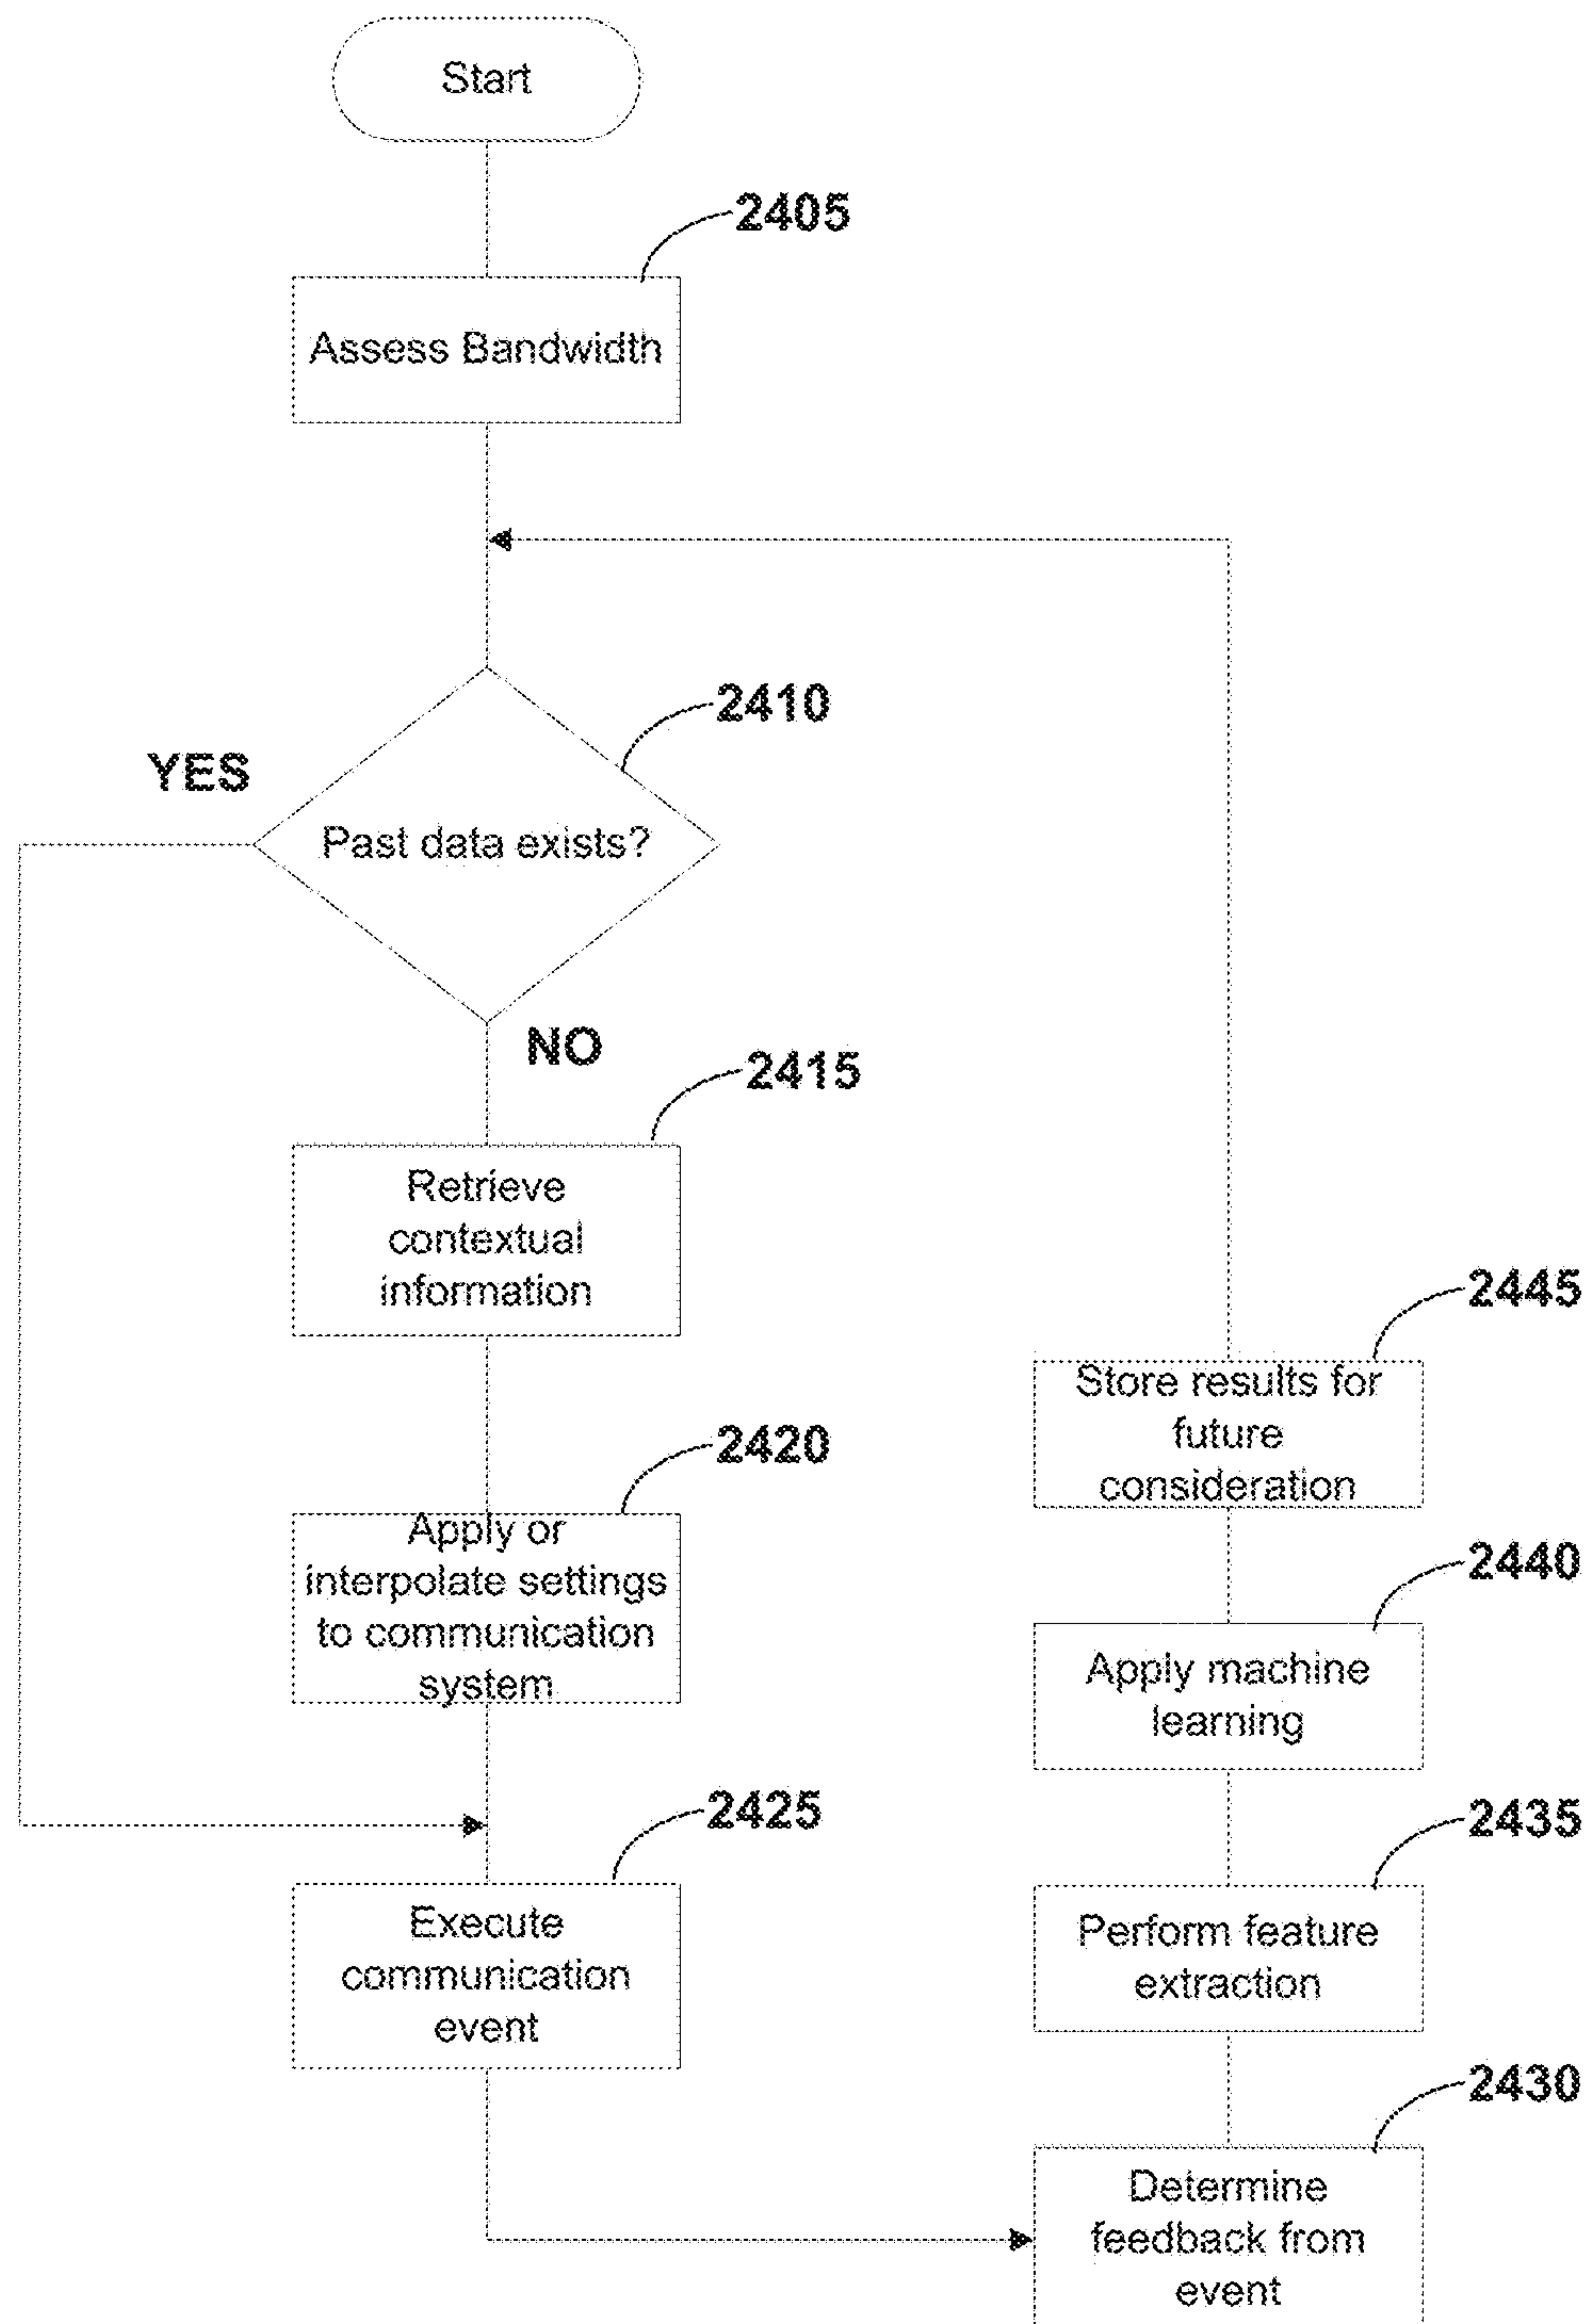 Start
2405
Assess Bandwidth
2410
YES
Past data exists?
NO
2415
Retrieve
contextual
information
2420
Apply or
interpolate settings
to communication
system
2425
Execute
communication
event
2445
Store results for
future
consideration
2440
Apply machine
learning
2435
Perform feature
extraction
2430
Determine
feedback from
event